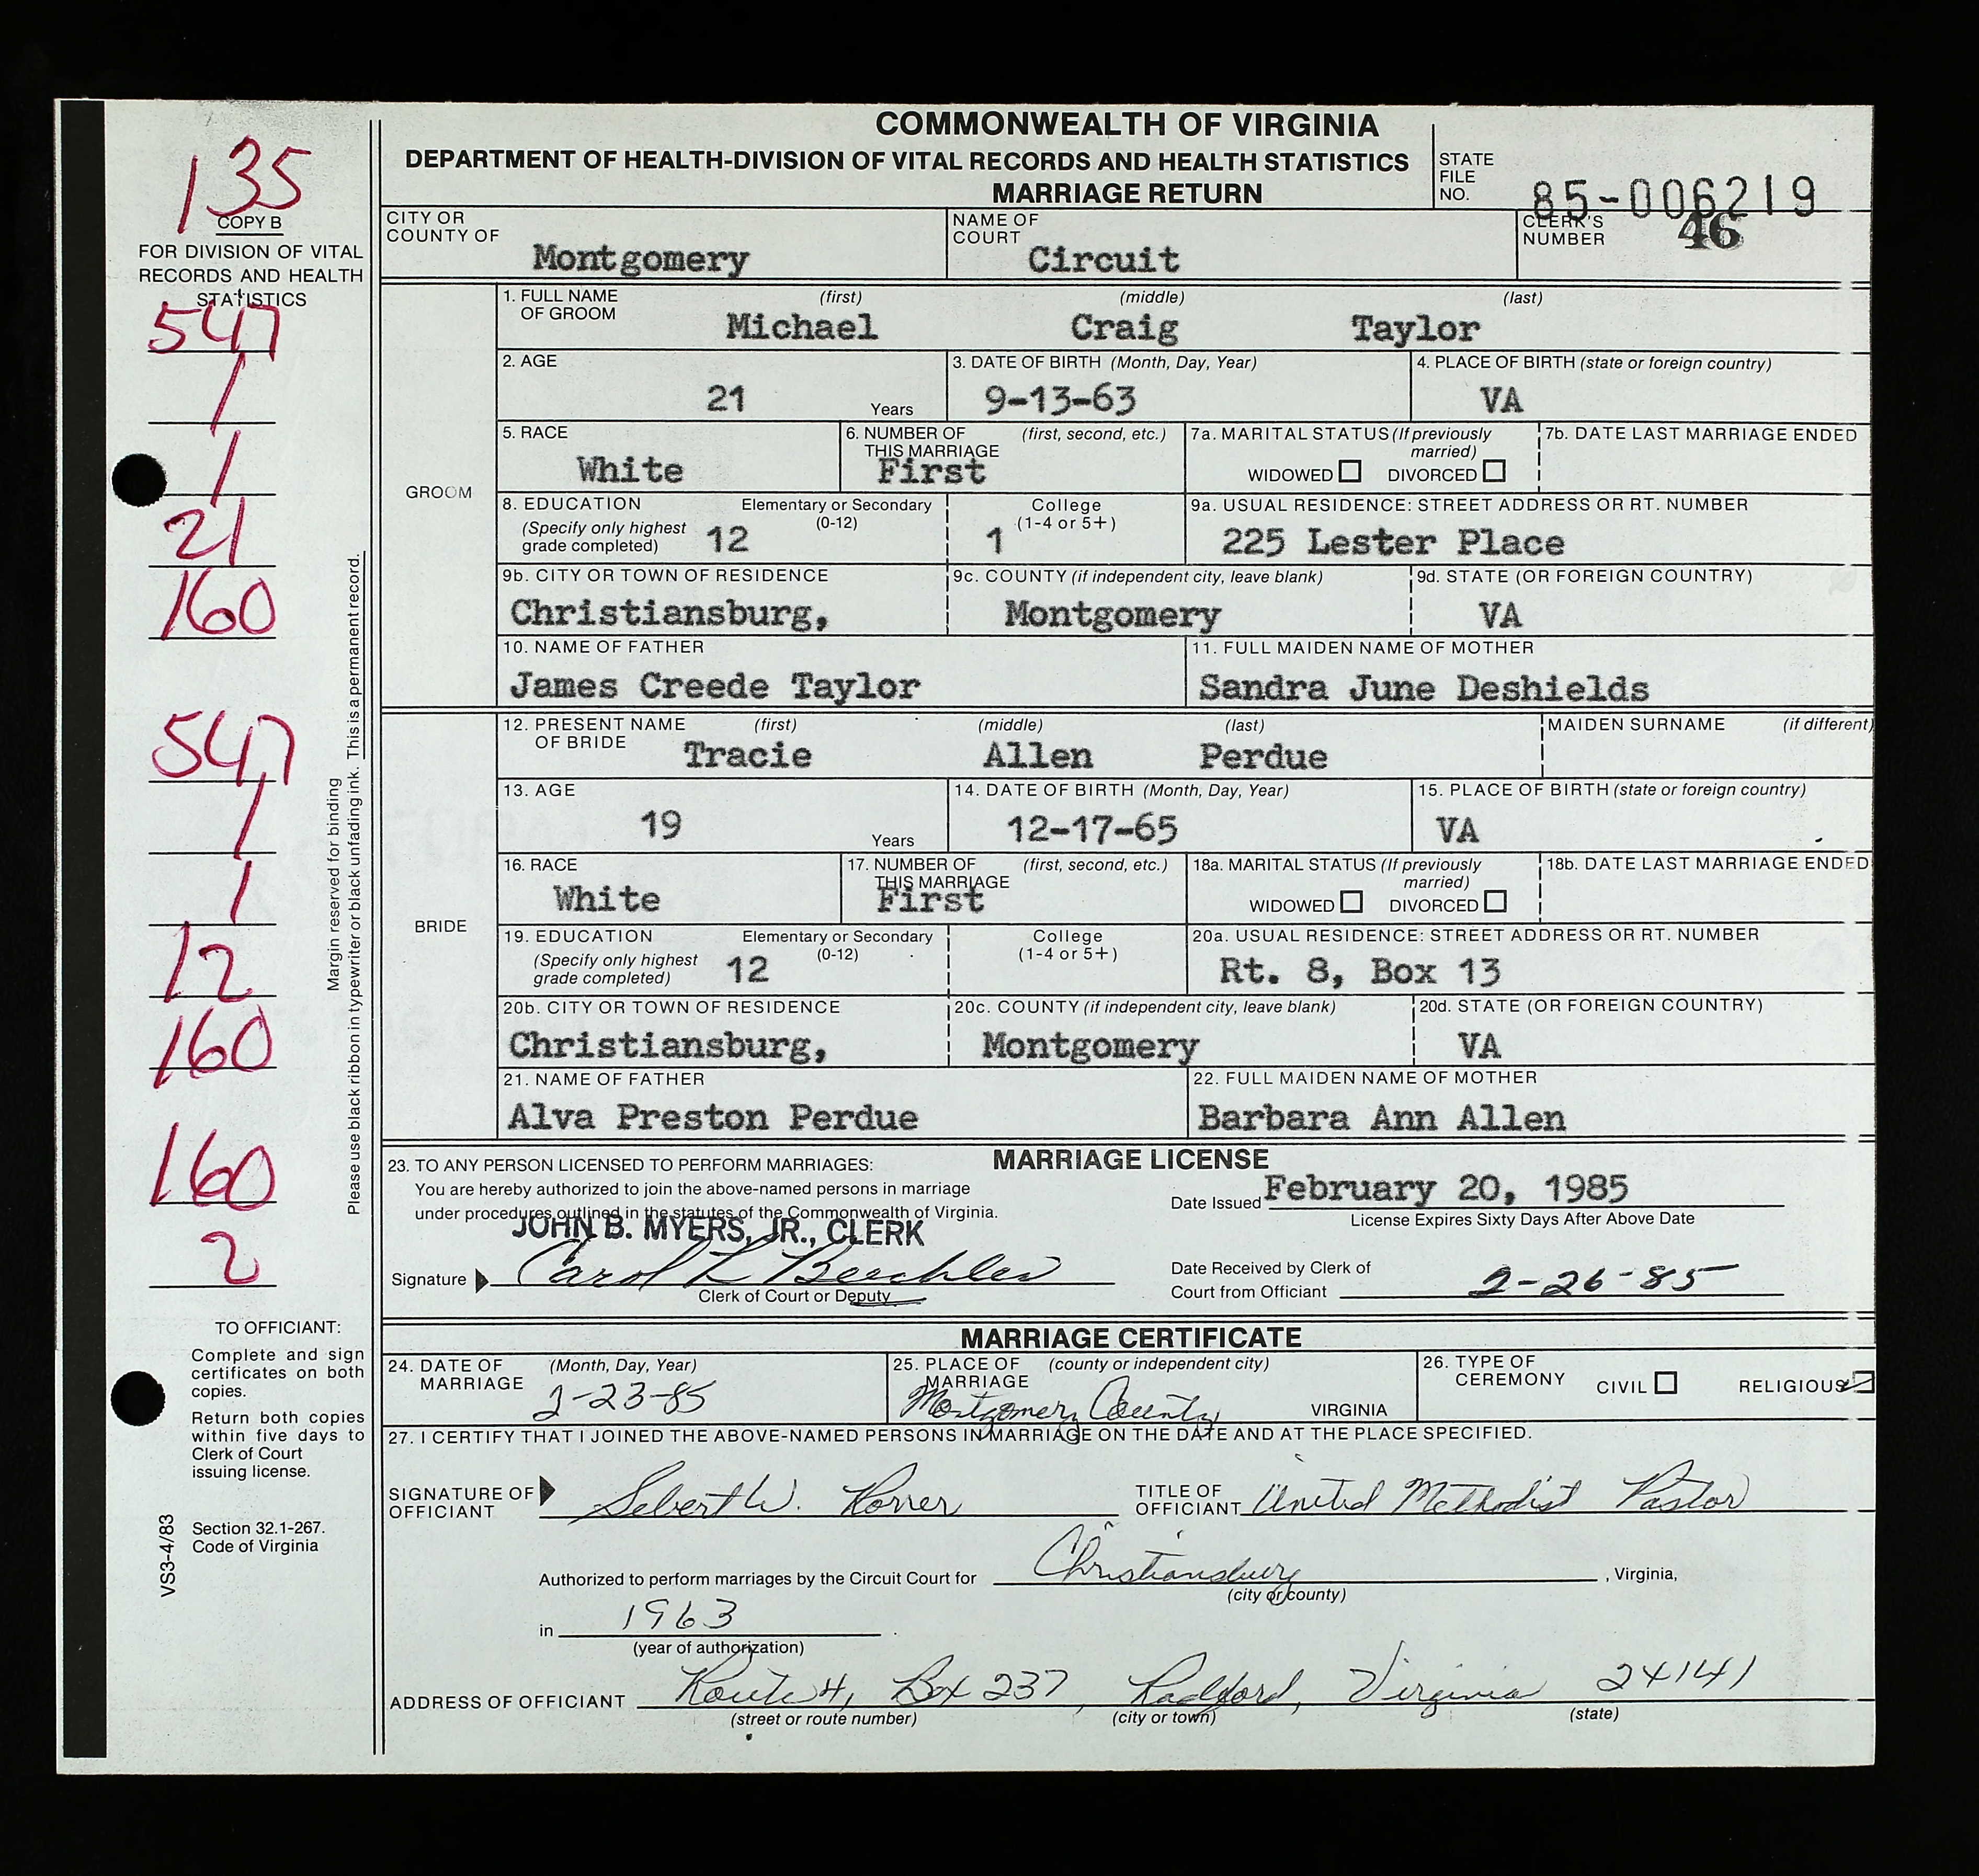 COMMONWEALTH OF VIRGINIA
DEPARTMENT OF HEALTH-DIVISION OF VITAL RECORDS AND HEALTH STATISTICS
MARRIAGE RETURN
STATE FILE NO. 85-006219
135
COPY B
FOR DIVISION OF VITAL
RECORDS AND HEALTH
STATISTICS
547
1
1
21
160
547
1
1
12
160
160
2
Margin reserved for binding
Please use black ribbon in typewriter or black unfading ink. This is a permanent record.
TO OFFICIANT:
Complete and sign
certificates on both
copies.
Return both copies
within five days to
Clerk of Court
issuing license.
Section 32.1-267.
Code of Virginia
VS3-4/83
CITY OR COUNTY OF Montgomery
NAME OF COURT Circuit
CLERK'S NUMBER 46
GROOM
1. FULL NAME OF GROOM (first) (middle) (last)
Michael Craig Taylor
2. AGE 21 Years
3. DATE OF BIRTH (Month, Day, Year) 9-13-63
4. PLACE OF BIRTH (state or foreign country) VA
5. RACE White
6. NUMBER OF THIS MARRIAGE (first, second, etc.) First
7a. MARITAL STATUS (If previously married) WIDOWED DIVORCED
7b. DATE LAST MARRIAGE ENDED
8. EDUCATION (Specify only highest grade completed) Elementary or Secondary (0-12) 12
College (1-4 or 5+) 1
9a. USUAL RESIDENCE: STREET ADDRESS OR RT. NUMBER 225 Lester Place
9b. CITY OR TOWN OF RESIDENCE Christiansburg,
9c. COUNTY (if independent city, leave blank) Montgomery
9d. STATE (OR FOREIGN COUNTRY) VA
10. NAME OF FATHER James Creede Taylor
11. FULL MAIDEN NAME OF MOTHER Sandra June Deshields
BRIDE
12. PRESENT NAME OF BRIDE (first) (middle) (last) MAIDEN SURNAME (if different)
Tracie Allen Perdue
13. AGE 19 Years
14. DATE OF BIRTH (Month, Day, Year) 12-17-65
15. PLACE OF BIRTH (state or foreign country) VA
16. RACE White
17. NUMBER OF THIS MARRIAGE (first, second, etc.) First
18a. MARITAL STATUS (If previously married) WIDOWED DIVORCED
18b. DATE LAST MARRIAGE ENDED
19. EDUCATION (Specify only highest grade completed) Elementary or Secondary (0-12) 12
College (1-4 or 5+)
20a. USUAL RESIDENCE: STREET ADDRESS OR RT. NUMBER Rt. 8, Box 13
20b. CITY OR TOWN OF RESIDENCE Christiansburg,
20c. COUNTY (if independent city, leave blank) Montgomery
20d. STATE (OR FOREIGN COUNTRY) VA
21. NAME OF FATHER Alva Preston Perdue
22. FULL MAIDEN NAME OF MOTHER Barbara Ann Allen
MARRIAGE LICENSE
23. TO ANY PERSON LICENSED TO PERFORM MARRIAGES:
You are hereby authorized to join the above-named persons in marriage
under procedures outlined in the statutes of the Commonwealth of Virginia.
Date Issued February 20, 1985
License Expires Sixty Days After Above Date
JOHN B. MYERS, JR., CLERK
Signature Carol L
Clerk of Court or Deputy
Date Received by Clerk of Court from Officiant 2-26-85
MARRIAGE CERTIFICATE
24. DATE OF MARRIAGE (Month, Day, Year) 2-23-85
25. PLACE OF MARRIAGE (county or independent city) Montgomery County VIRGINIA
26. TYPE OF CEREMONY CIVIL RELIGIOUS
27. I CERTIFY THAT I JOINED THE ABOVE-NAMED PERSONS IN MARRIAGE ON THE DATE AND AT THE PLACE SPECIFIED.
SIGNATURE OF OFFICIANT Sebert W.
TITLE OF OFFICIANT United Methodist Pastor
Authorized to perform marriages by the Circuit Court for Christiansburg, Virginia,
(city or county)
in 1963.
(year of authorization)
ADDRESS OF OFFICIANT Route 4, Box 237, Radford, Virginia 24141
(street or route number) (city or town) (state)